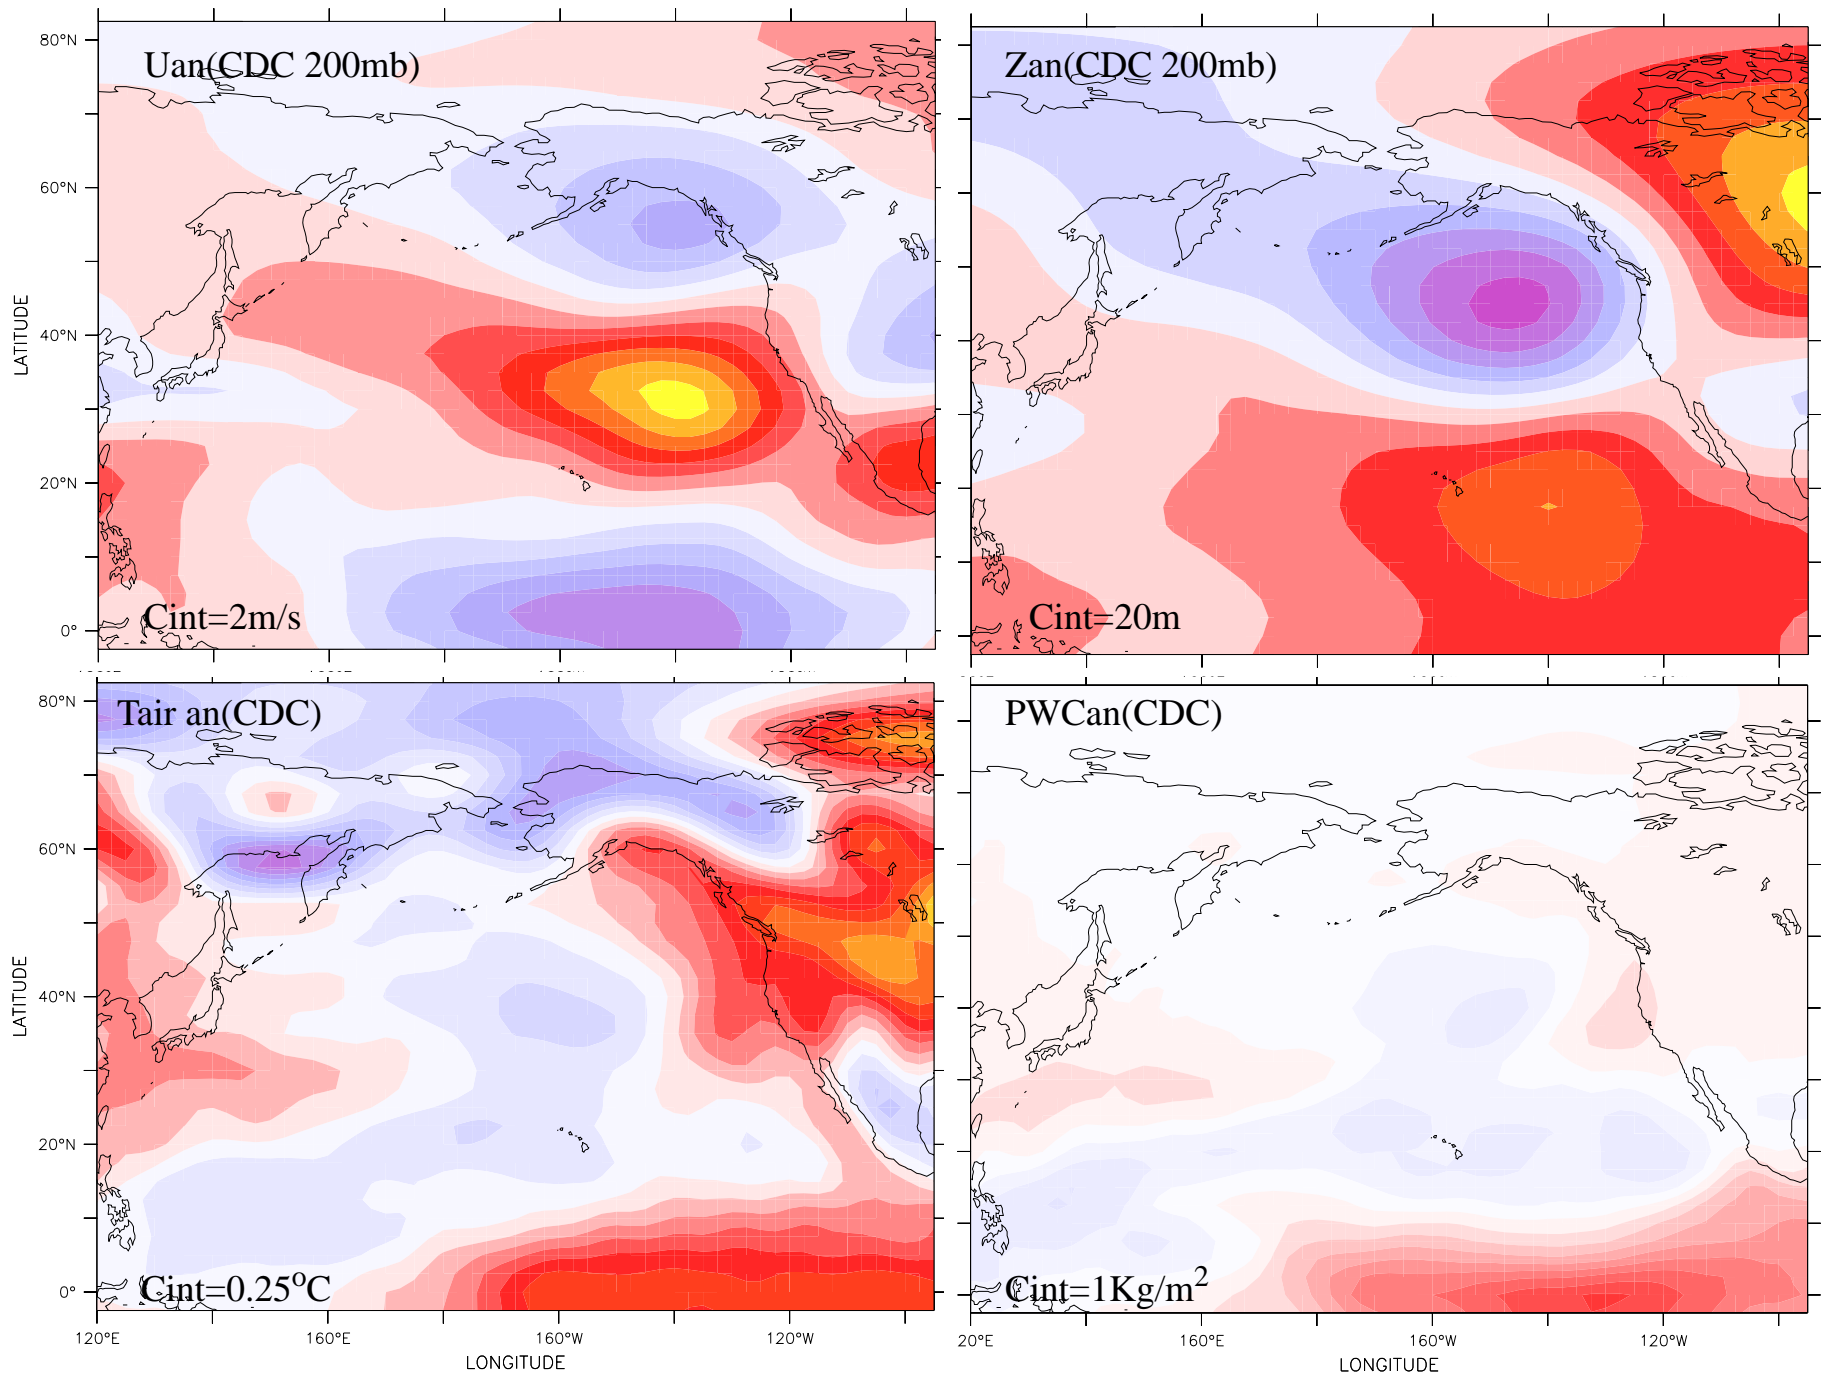 Uan(CDC 200mb)
Zan(CDC 200mb)
80°N
60°N
40°N
20°N
0°
LATITUDE
Cint=2m/s
Cint=20m
Tair an(CDC)
PWCan(CDC)
80°N
60°N
40°N
20°N
0°
LATITUDE
Cint=0.25°C
Cint=1Kg/m²
120°E 160°E 160°W 120°W
20°E 160°E 160°W 120°W
LONGITUDE
LONGITUDE